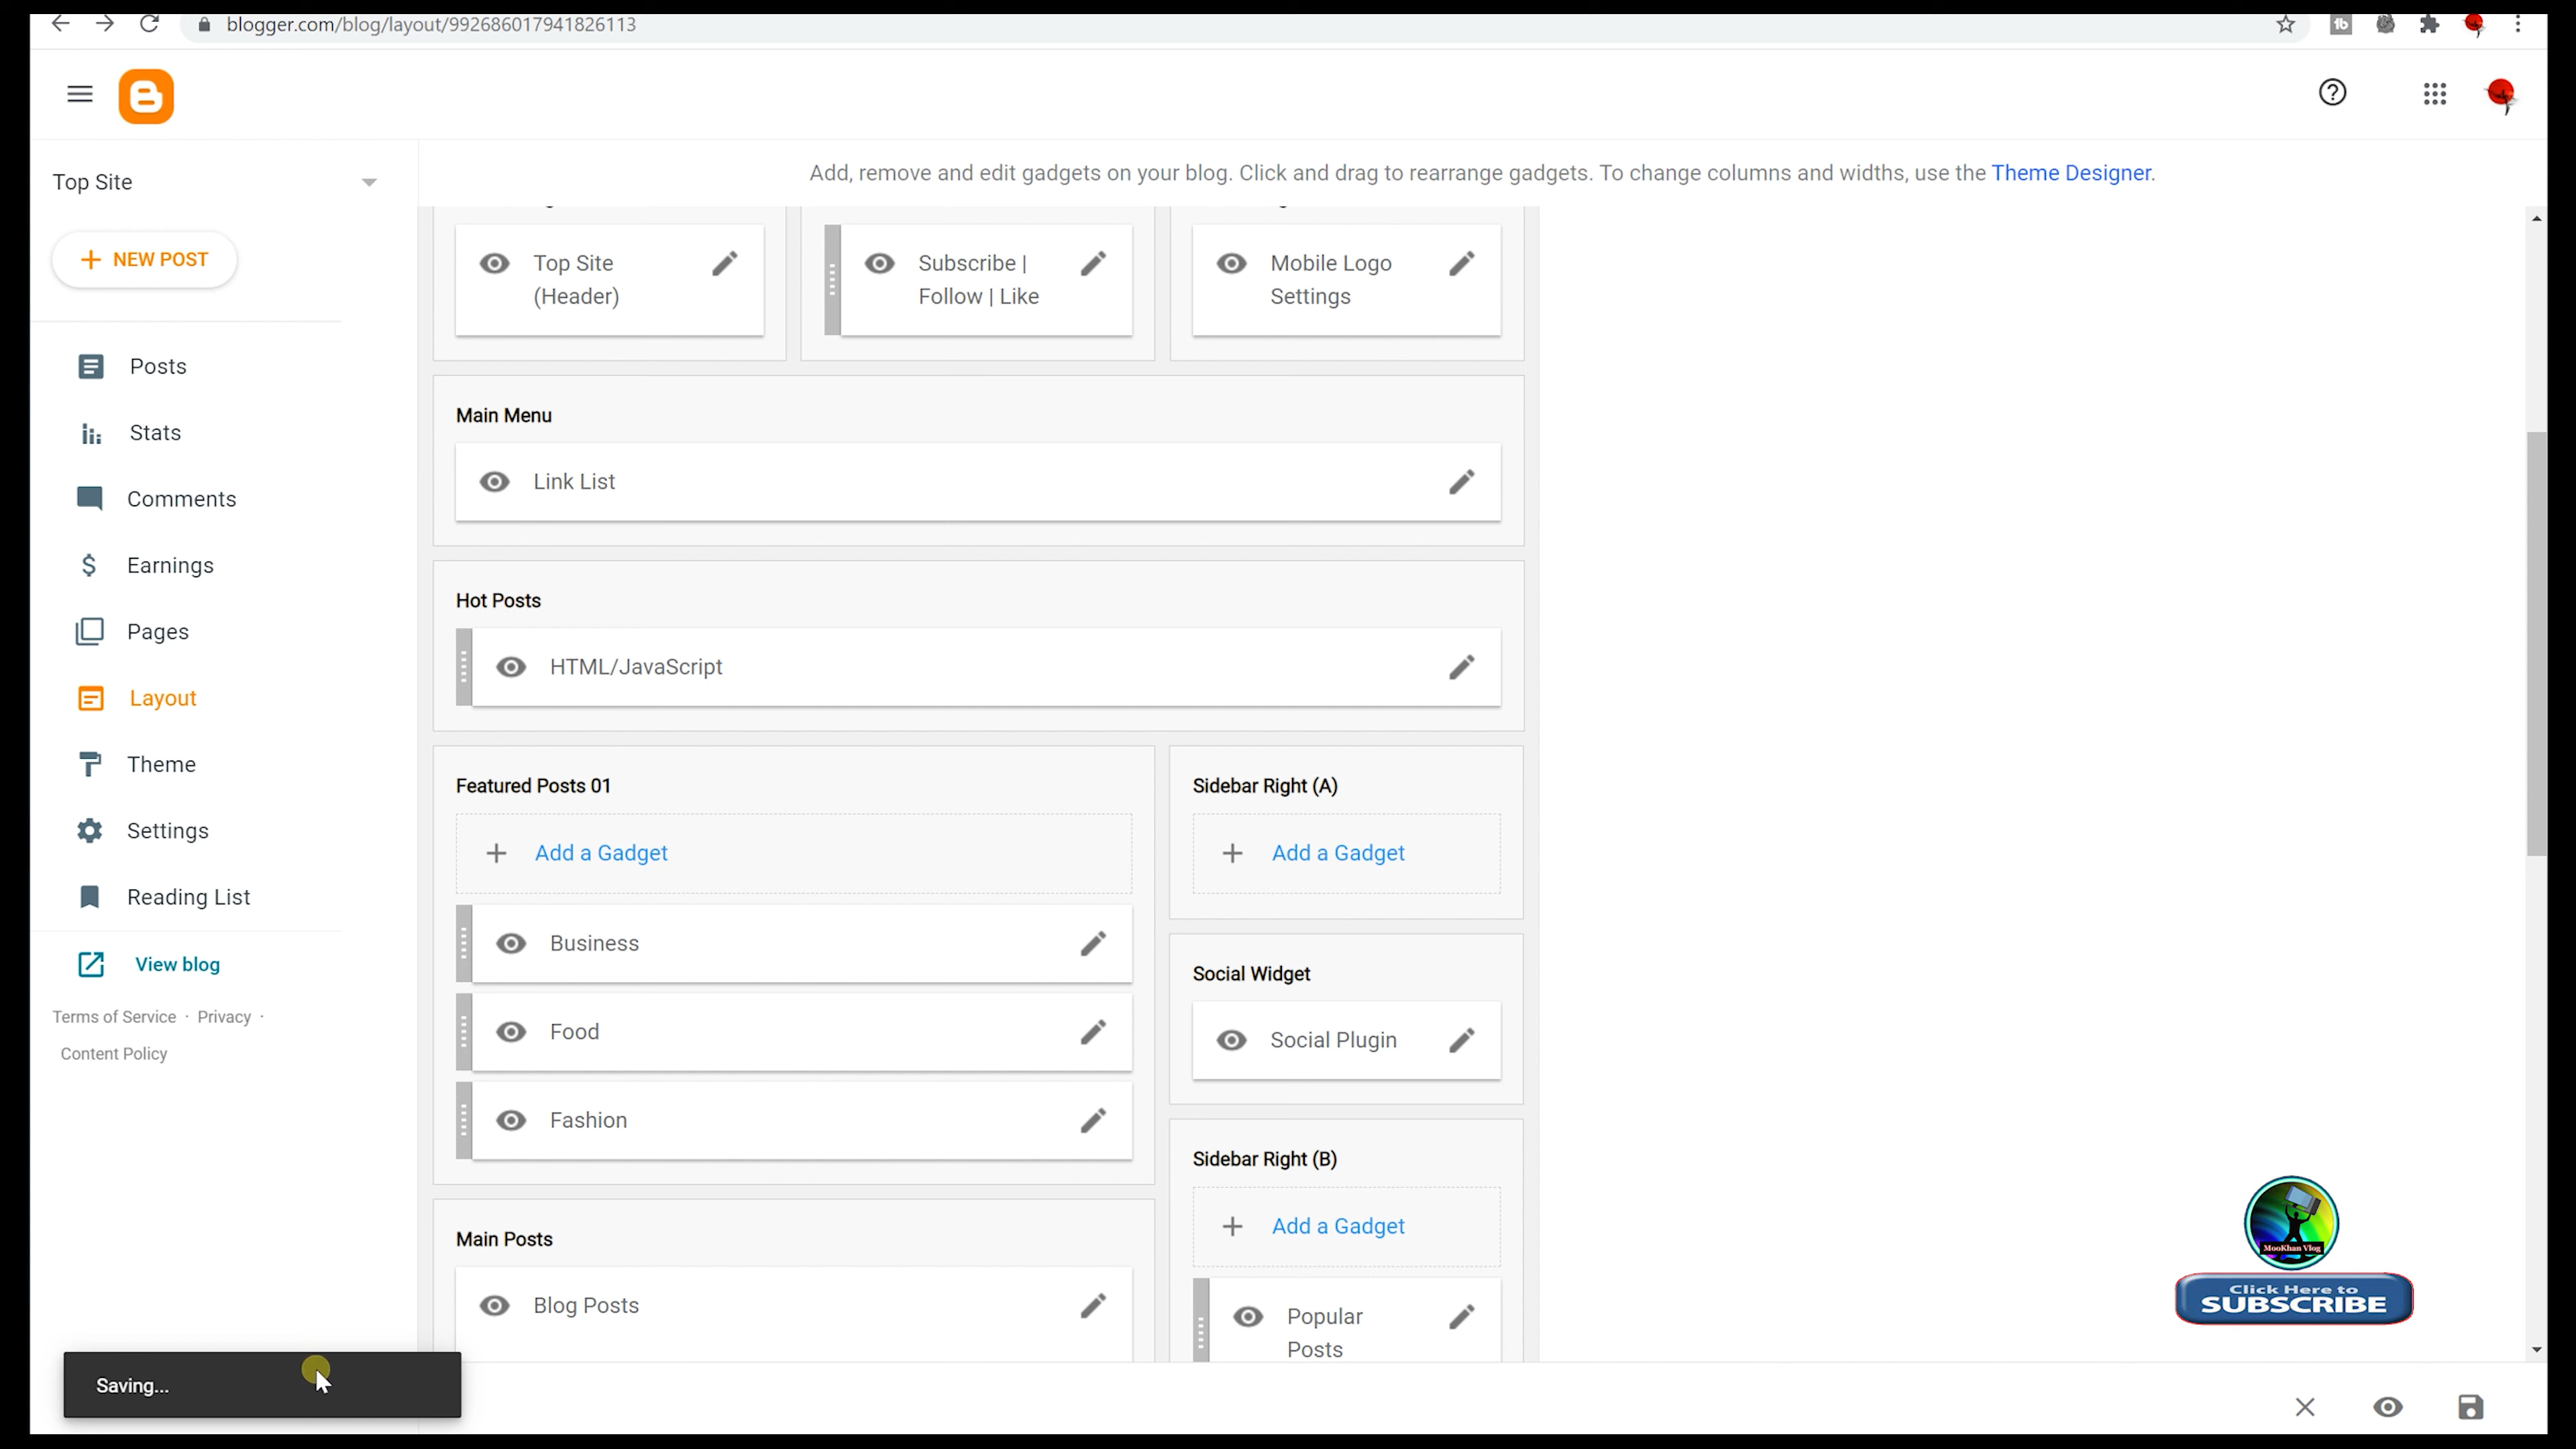 blogger.com/blog/layout/992686017941826113
Top Site
Add, remove and edit gadgets on your blog. Click and drag to rearrange gadgets. To change columns and widths, use the Theme Designer.
NEW POST
Posts
Stats
Comments
Earnings
Pages
Layout
Theme
Settings
Reading List
View blog
Terms of Service · Privacy ·
Content Policy
Top Site
(Header)
Subscribe |
Follow | Like
Mobile Logo
Settings
Main Menu
Link List
Hot Posts
HTML/JavaScript
Featured Posts 01
Add a Gadget
Business
Food
Fashion
Main Posts
Blog Posts
Sidebar Right (A)
Add a Gadget
Social Widget
Social Plugin
Sidebar Right (B)
Add a Gadget
Popular
Posts
Saving...
MooKhan Vlog
Click Here to
SUBSCRIBE